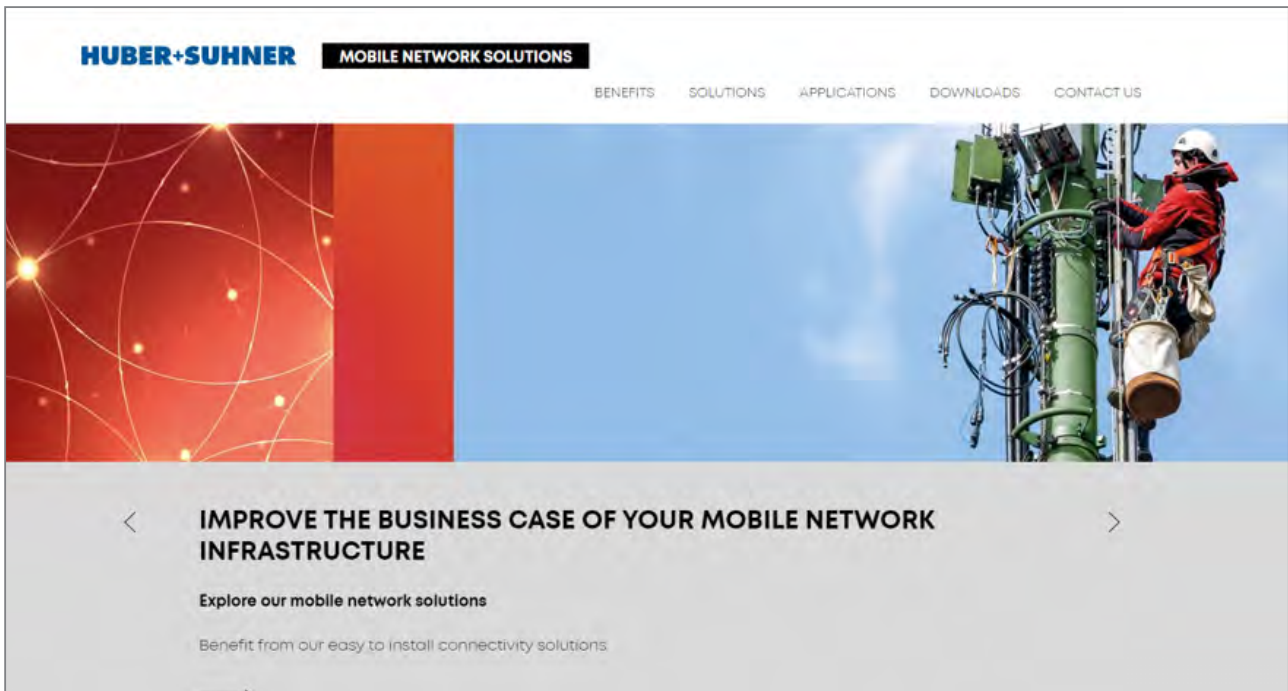 HUBER+SUHNER
MOBILE NETWORK SOLUTIONS
BENEFITS SOLUTIONS APPLICATIONS DOWNLOADS CONTACT US
IMPROVE THE BUSINESS CASE OF YOUR MOBILE NETWORK
INFRASTRUCTURE
Explore our mobile network solutions
Benefit from our easy to install connectivity solutions